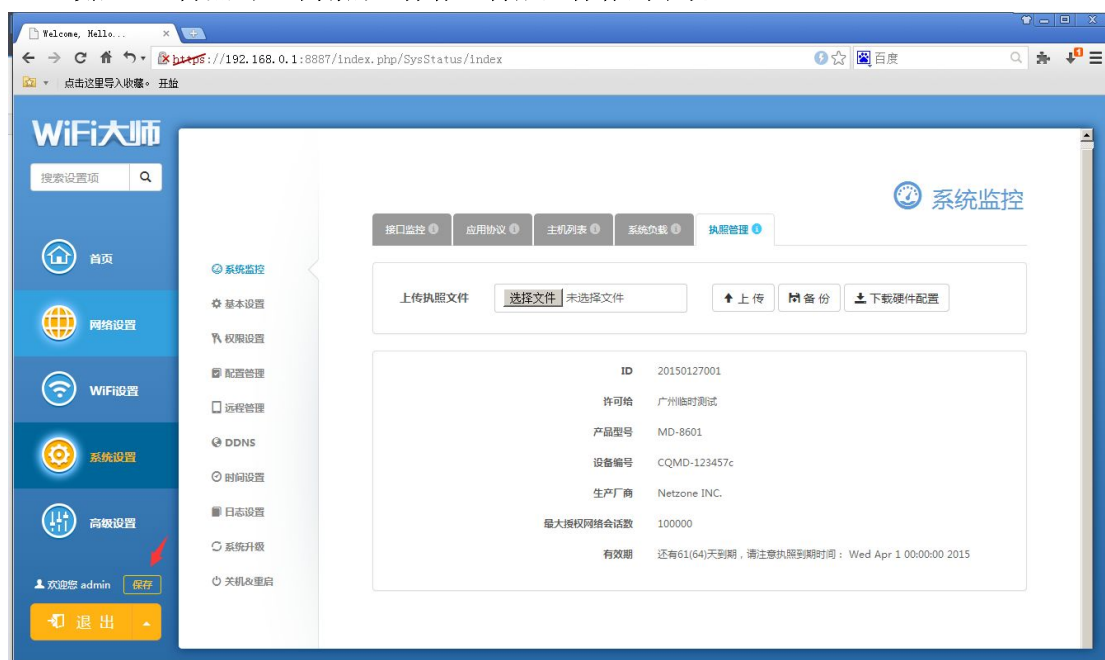 Welcome, Hello...
https://192.168.0.1:8887/index.php/SysStatus/index
百度
点击这里导入收藏。 开始
WiFi大师
搜索设置项
系统监控
接口监控
应用协议
主机列表
系统负载
执照管理
首页
网络设置
WiFi设置
系统设置
高级设置
系统监控
基本设置
权限设置
配置管理
远程管理
DDNS
时间设置
日志设置
系统升级
关机&重启
上传执照文件 选择文件 未选择文件 上 传 备 份 下载硬件配置
ID 20150127001
许可给 广州临时测试
产品型号 MD-8601
设备编号 CQMD-123457c
生产厂商 Netzone INC.
最大授权网络会话数 100000
有效期 还有61(64)天到期，请注意执照到期时间： Wed Apr 1 00:00:00 2015
欢迎您 admin 保存
退 出